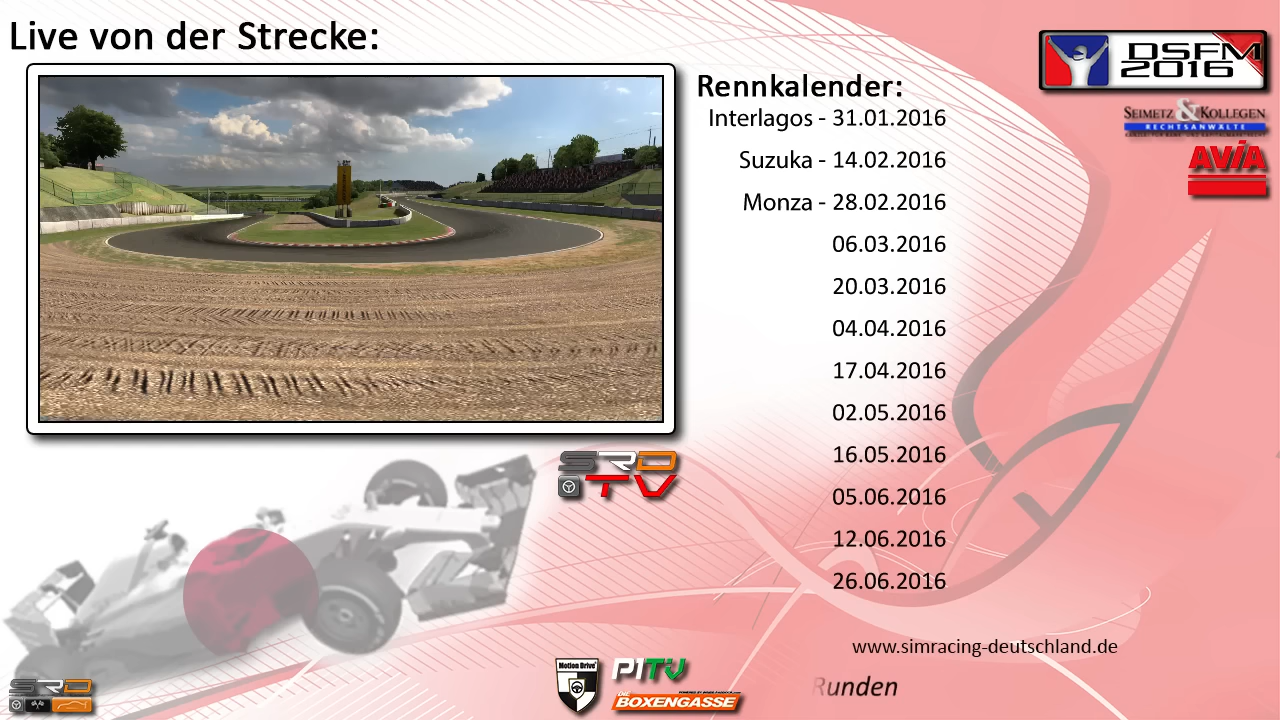 Live von der Strecke:
Rennkalender:
Interlagos - 31.01.2016
Suzuka - 14.02.2016
Monza - 28.02.2016
06.03.2016
20.03.2016
04.04.2016
17.04.2016
02.05.2016
16.05.2016
05.06.2016
12.06.2016
26.06.2016
DSFM
2016
SEIMETZ & KOLLEGEN
RECHTSANWÄLTE
AVIA
SRD
TV
www.simracing-deutschland.de
Runden
Motion Drive
P1TV
DIE
BOXENGASSE
SRD